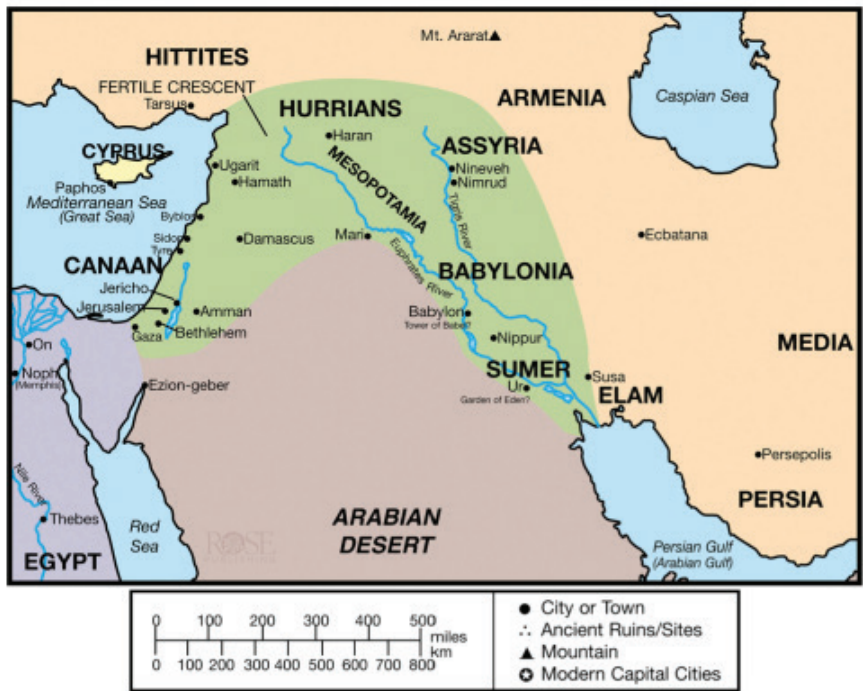 Mt. Ararat
HITTITES
FERTILE CRESCENT
Tarsus
HURRIANS
ARMENIA
Caspian Sea
Haran
ASSYRIA
CYPRUS
Ugarit
MESOPOTAMIA
Nineveh
Paphos
Hamath
Nimrud
Mediterranean Sea
(Great Sea)
Byblos
Tigris River
Sidon
Damascus
Mari
Ecbatana
Tyre
CANAAN
Euphrates River
BABYLONIA
Jericho
Jerusalem
Amman
Babylon
Tower of Babel?
Gaza
Bethlehem
Nippur
On
MEDIA
SUMER
Noph
(Memphis)
Ezion-geber
Ur
Susa
Garden of Eden?
ELAM
Persepolis
Nile River
PERSIA
Thebes
Red
Sea
ARABIAN
DESERT
ROSE
Persian Gulf
(Arabian Gulf)
EGYPT
0 100 200 300 400 500
miles
km
0 100 200 300 400 500 600 700 800
City or Town
Ancient Ruins/Sites
Mountain
Modern Capital Cities